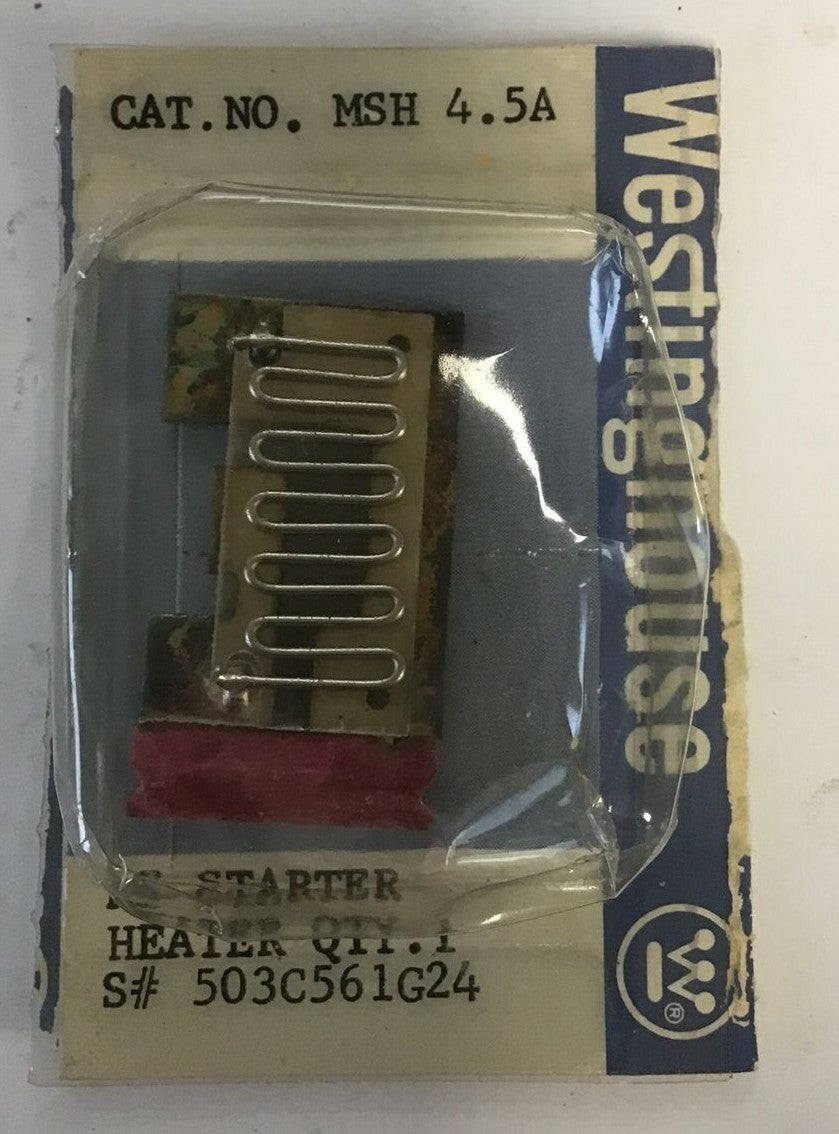 CAT.NO. MSH 4.5A
Westinghouse
STARTER
HEATER QTY.1
S# 503C561G24
W
®